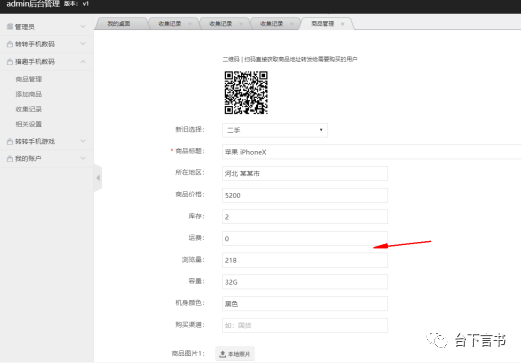 admin后台管理 版本: v1
管理员
转转手机数码
猎趣手机数码
商品管理
添加商品
收集记录
相关设置
转转手机游戏
我的账户
我的桌面
收集记录
收集记录
收集记录
商品管理
二维码 | 扫码直接获取商品地址转发给需要购买的用户
新旧选择: 二手
* 商品标题: 苹果 iPhoneX
所在地区: 河北 某某市
商品价格: 5200
库存: 2
运费: 0
浏览量: 218
容量: 32G
机身颜色: 黑色
购买渠道: 如: 国行
商品图片1: 本地照片
台下言书